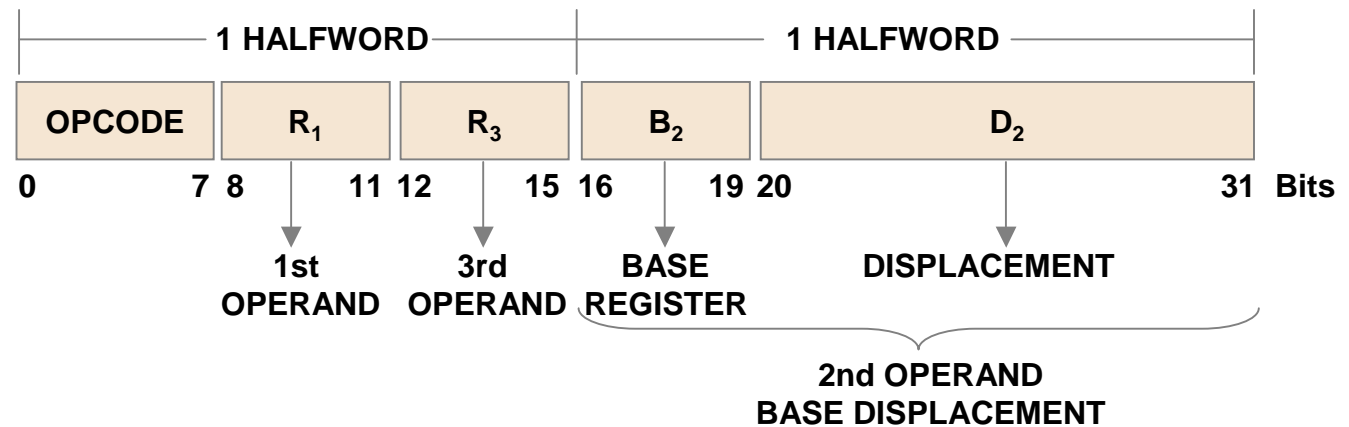 1 HALFWORD 1 HALFWORD
OPCODE R₁ R₃ B₂ D₂
0 7 8 11 12 15 16 19 20 31 Bits
1st 3rd BASE DISPLACEMENT
OPERAND OPERAND REGISTER
2nd OPERAND
BASE DISPLACEMENT